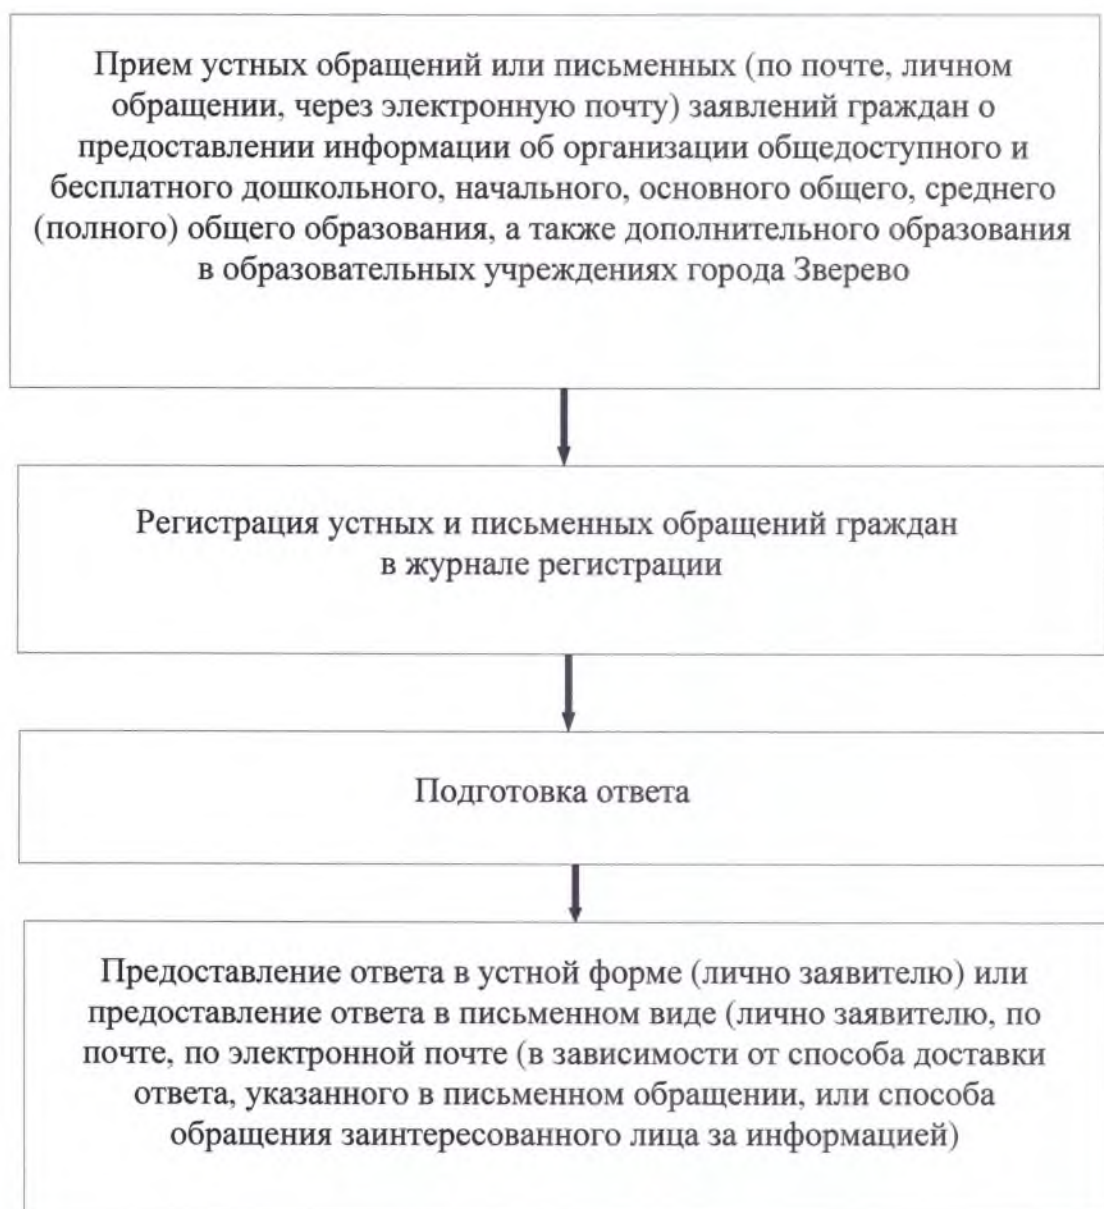 Прием устных обращений или письменных (по почте, личном
обращении, через электронную почту) заявлений граждан о
предоставлении информации об организации общедоступного и
бесплатного дошкольного, начального, основного общего, среднего
(полного) общего образования, а также дополнительного образования
в образовательных учреждениях города Зверево
Регистрация устных и письменных обращений граждан
в журнале регистрации
Подготовка ответа
Предоставление ответа в устной форме (лично заявителю) или
предоставление ответа в письменном виде (лично заявителю, по
почте, по электронной почте (в зависимости от способа доставки
ответа, указанного в письменном обращении, или способа
обращения заинтересованного лица за информацией)